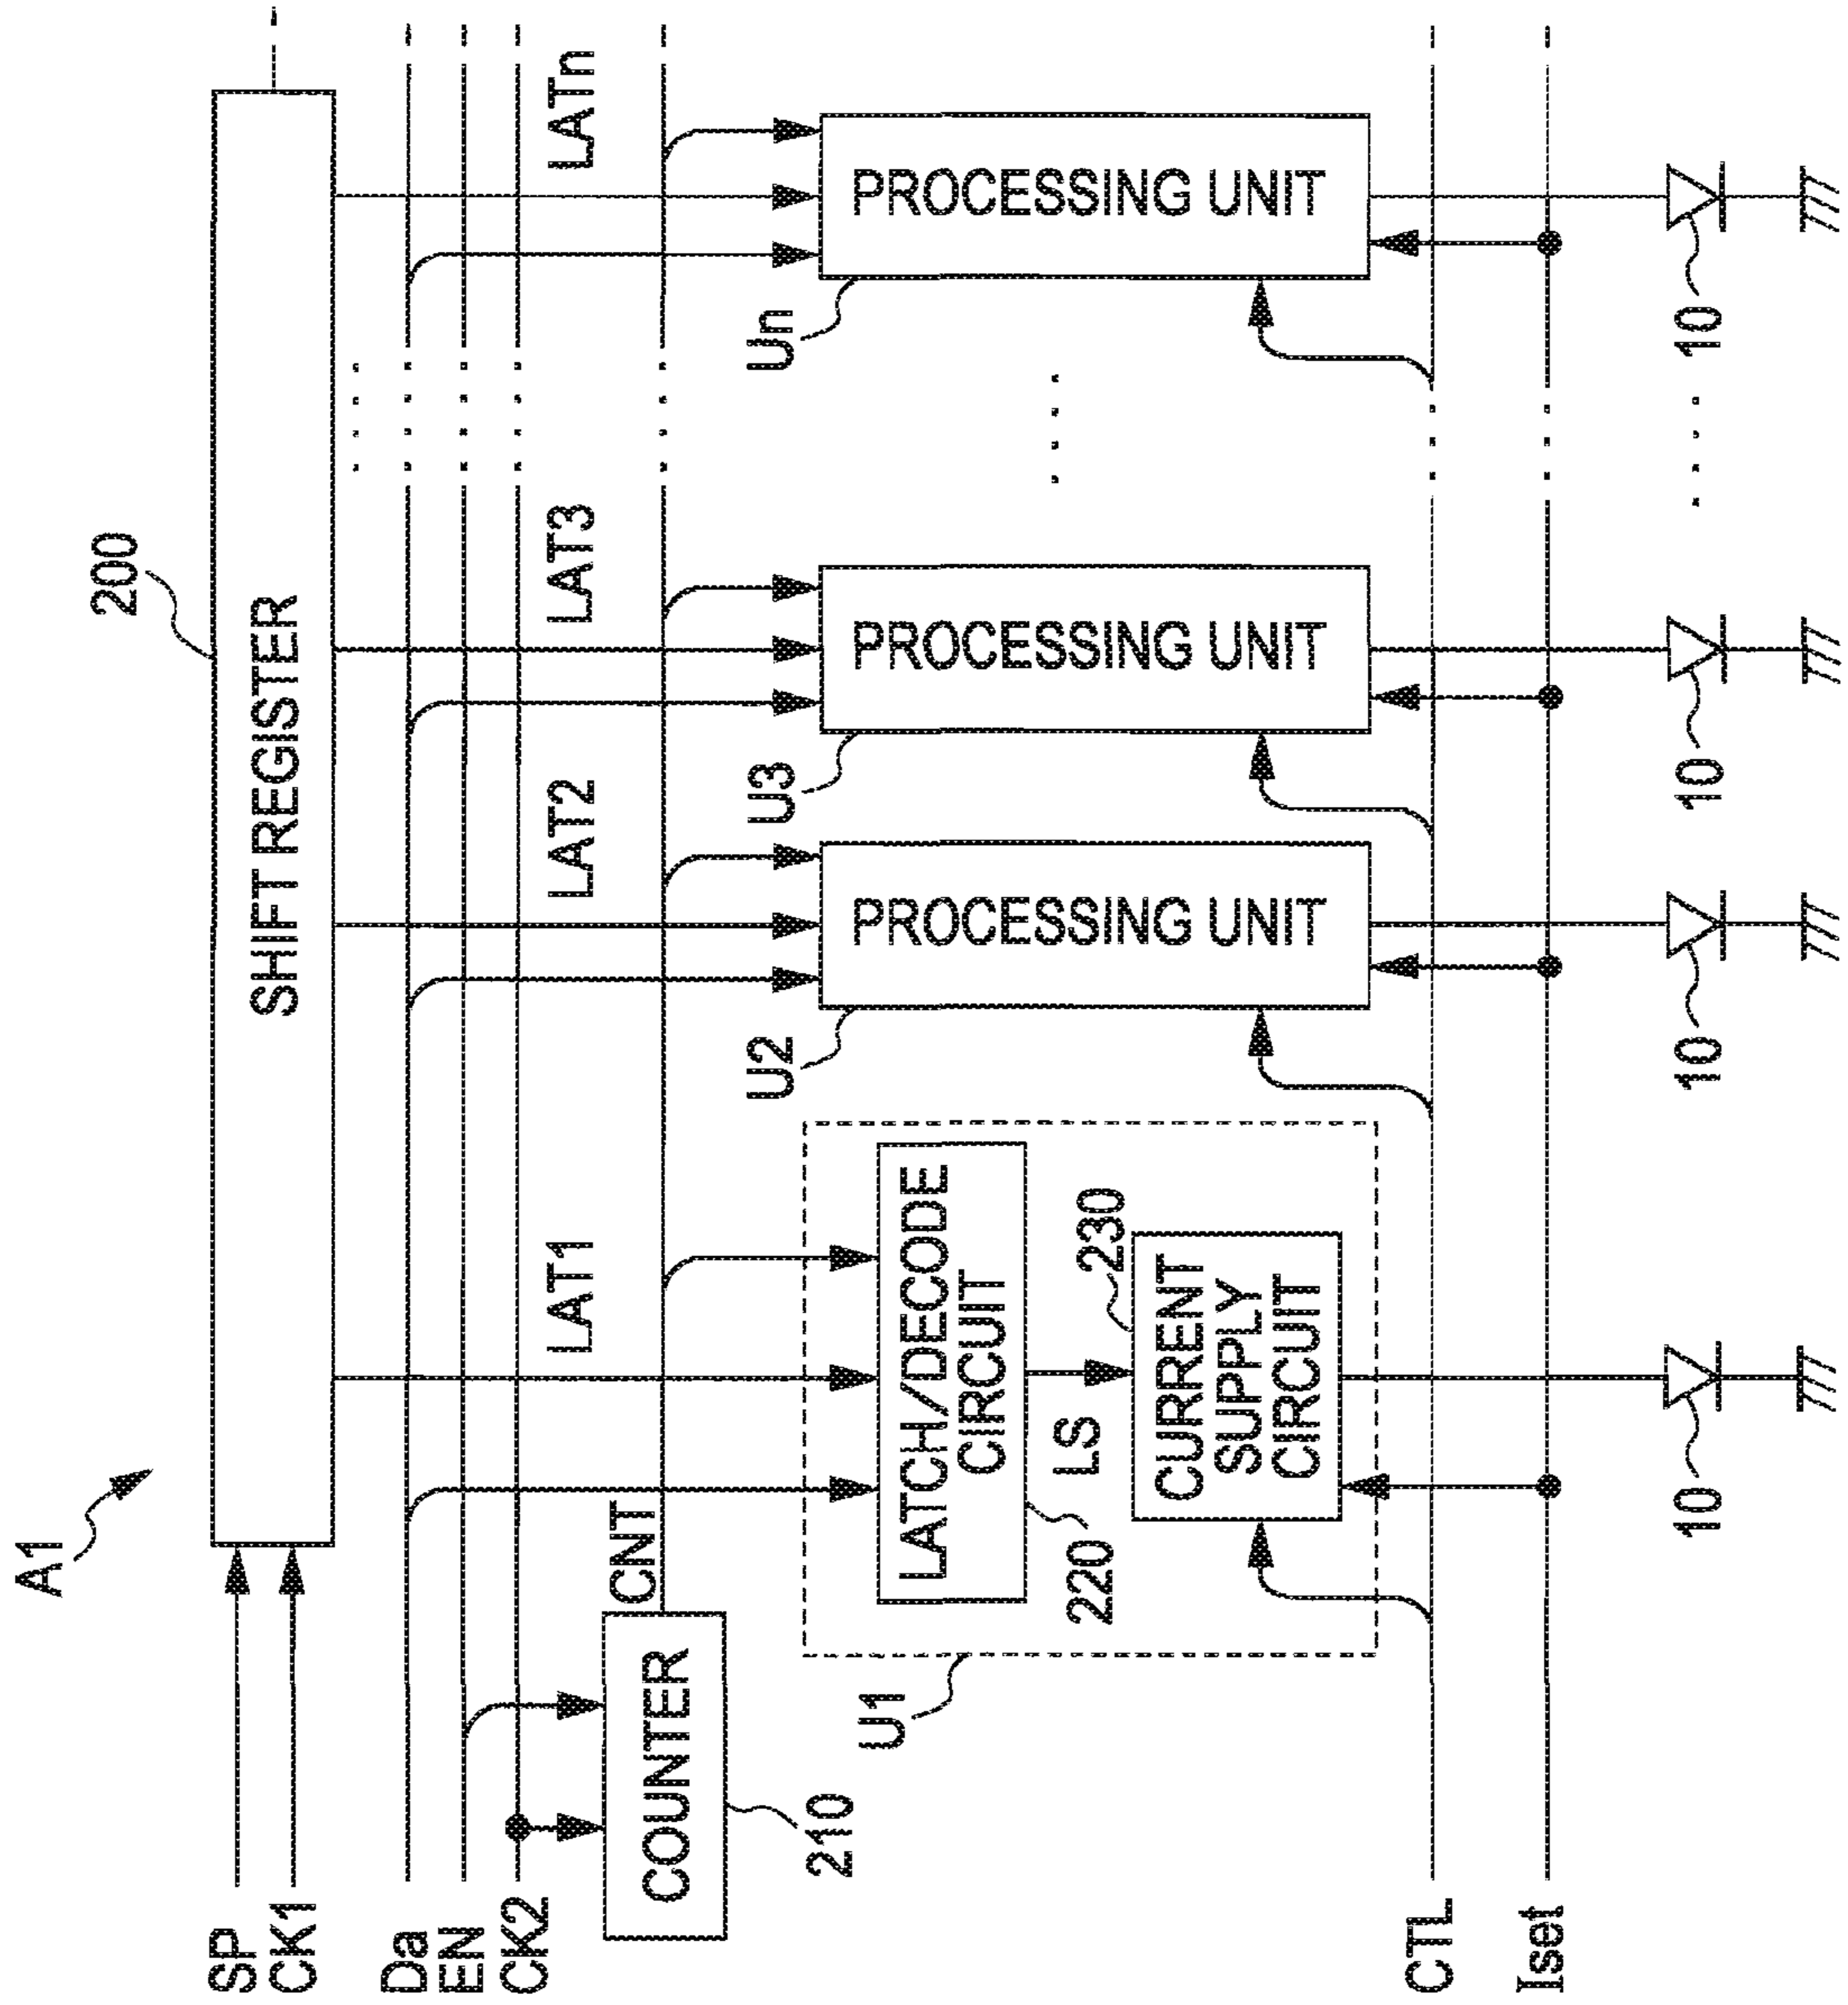 A1
200
SP
CK1
SHIFT REGISTER
Da
EN
CK2
LAT1
LAT2
LAT3
LATn
CNT
COUNTER
210
U1
U2
U3
Un
LATCH/DECODE
CIRCUIT
220
LS
230
CURRENT
SUPPLY
CIRCUIT
PROCESSING UNIT
PROCESSING UNIT
PROCESSING UNIT
CTL
Iset
10
10
10
10